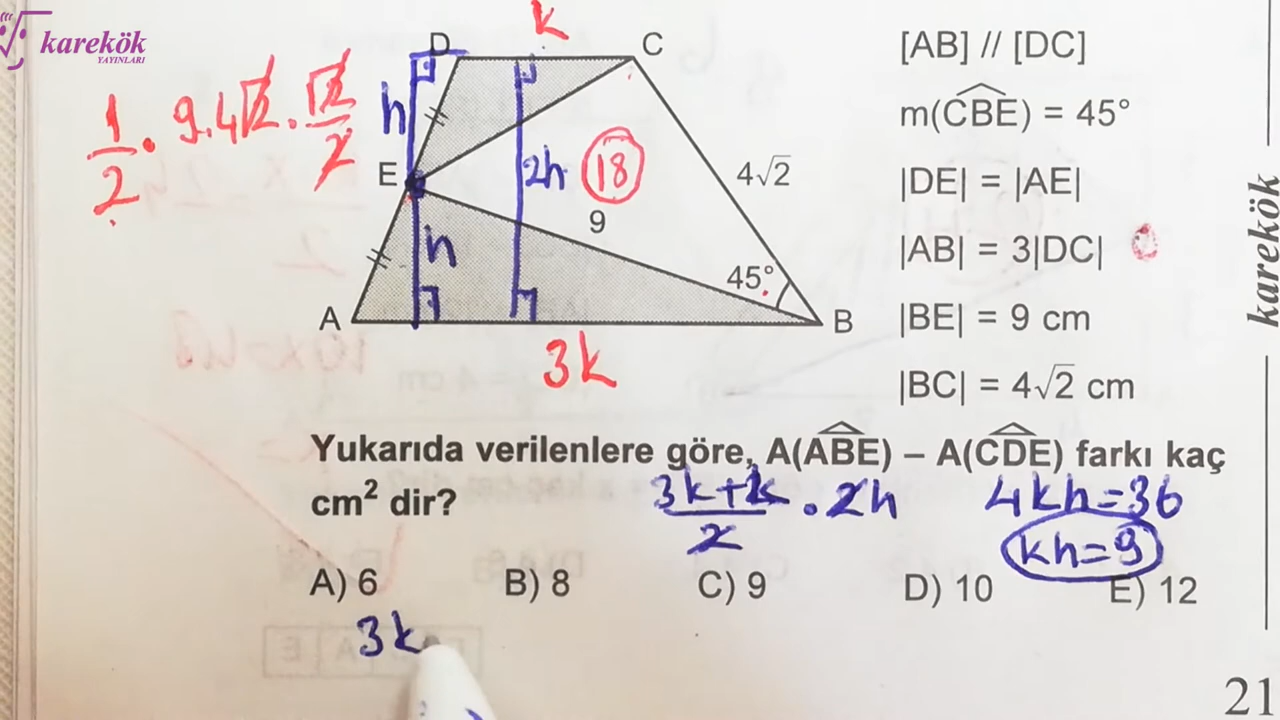 karekök
YAYINLARI
k
D
C
[AB] // [DC]
1/2 . 9.4√2 . √2/2
h
m(CBE) = 45°
E
2h
18
4√2
|DE| = |AE|
9
h
|AB| = 3|DC|
45°
A
B
|BE| = 9 cm
3k
|BC| = 4√2 cm
karekök
Yukarıda verilenlere göre, A(ABE) – A(CDE) farkı kaç
cm² dir?
3k+k/2 . 2h
4kh=36
kh=9
A) 6 B) 8 C) 9 D) 10 E) 12
3k
21